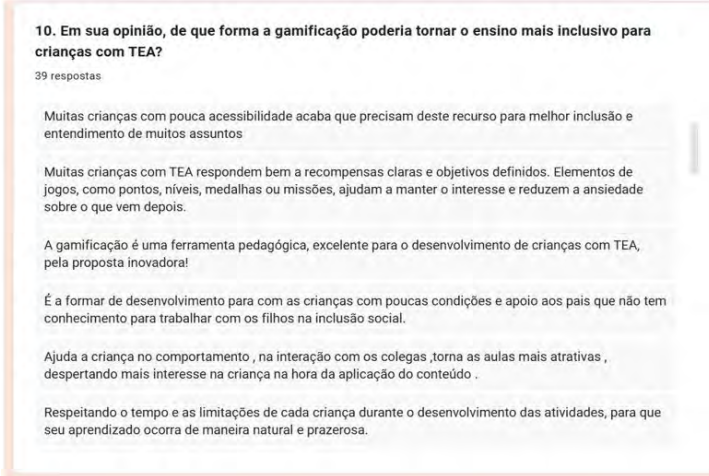 10. Em sua opinião, de que forma a gamificação poderia tornar o ensino mais inclusivo para
crianças com TEA?
39 respostas
Muitas crianças com pouca acessibilidade acaba que precisam deste recurso para melhor inclusão e
entendimento de muitos assuntos
Muitas crianças com TEA respondem bem a recompensas claras e objetivos definidos. Elementos de
jogos, como pontos, níveis, medalhas ou missões, ajudam a manter o interesse e reduzem a ansiedade
sobre o que vem depois.
A gamificação é uma ferramenta pedagógica, excelente para o desenvolvimento de crianças com TEA,
pela proposta inovadora!
É a formar de desenvolvimento para com as crianças com poucas condições e apoio aos pais que não tem
conhecimento para trabalhar com os filhos na inclusão social.
Ajuda a criança no comportamento , na interação com os colegas ,torna as aulas mais atrativas ,
despertando mais interesse na criança na hora da aplicação do conteúdo .
Respeitando o tempo e as limitações de cada criança durante o desenvolvimento das atividades, para que
seu aprendizado ocorra de maneira natural e prazerosa.